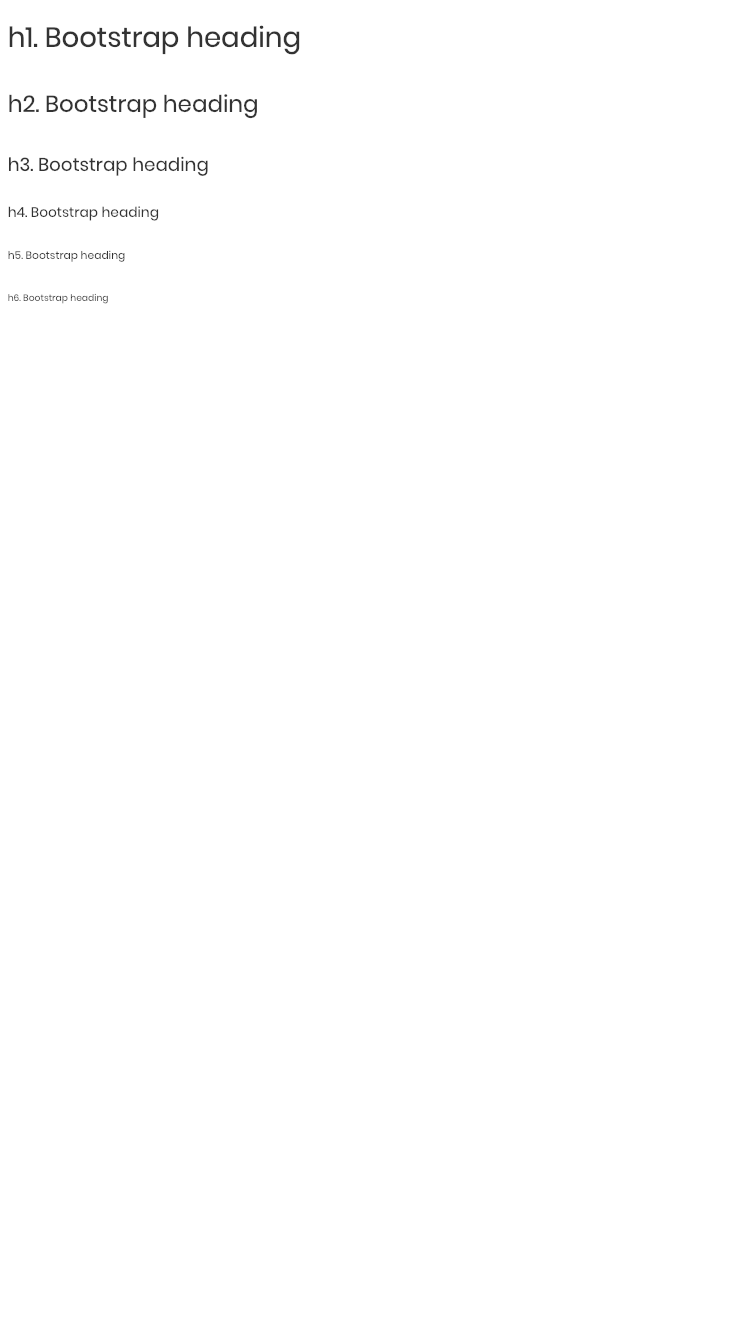 h1. Bootstrap heading
h2. Bootstrap heading
h3. Bootstrap heading
h4. Bootstrap heading
h5. Bootstrap heading
h6. Bootstrap heading